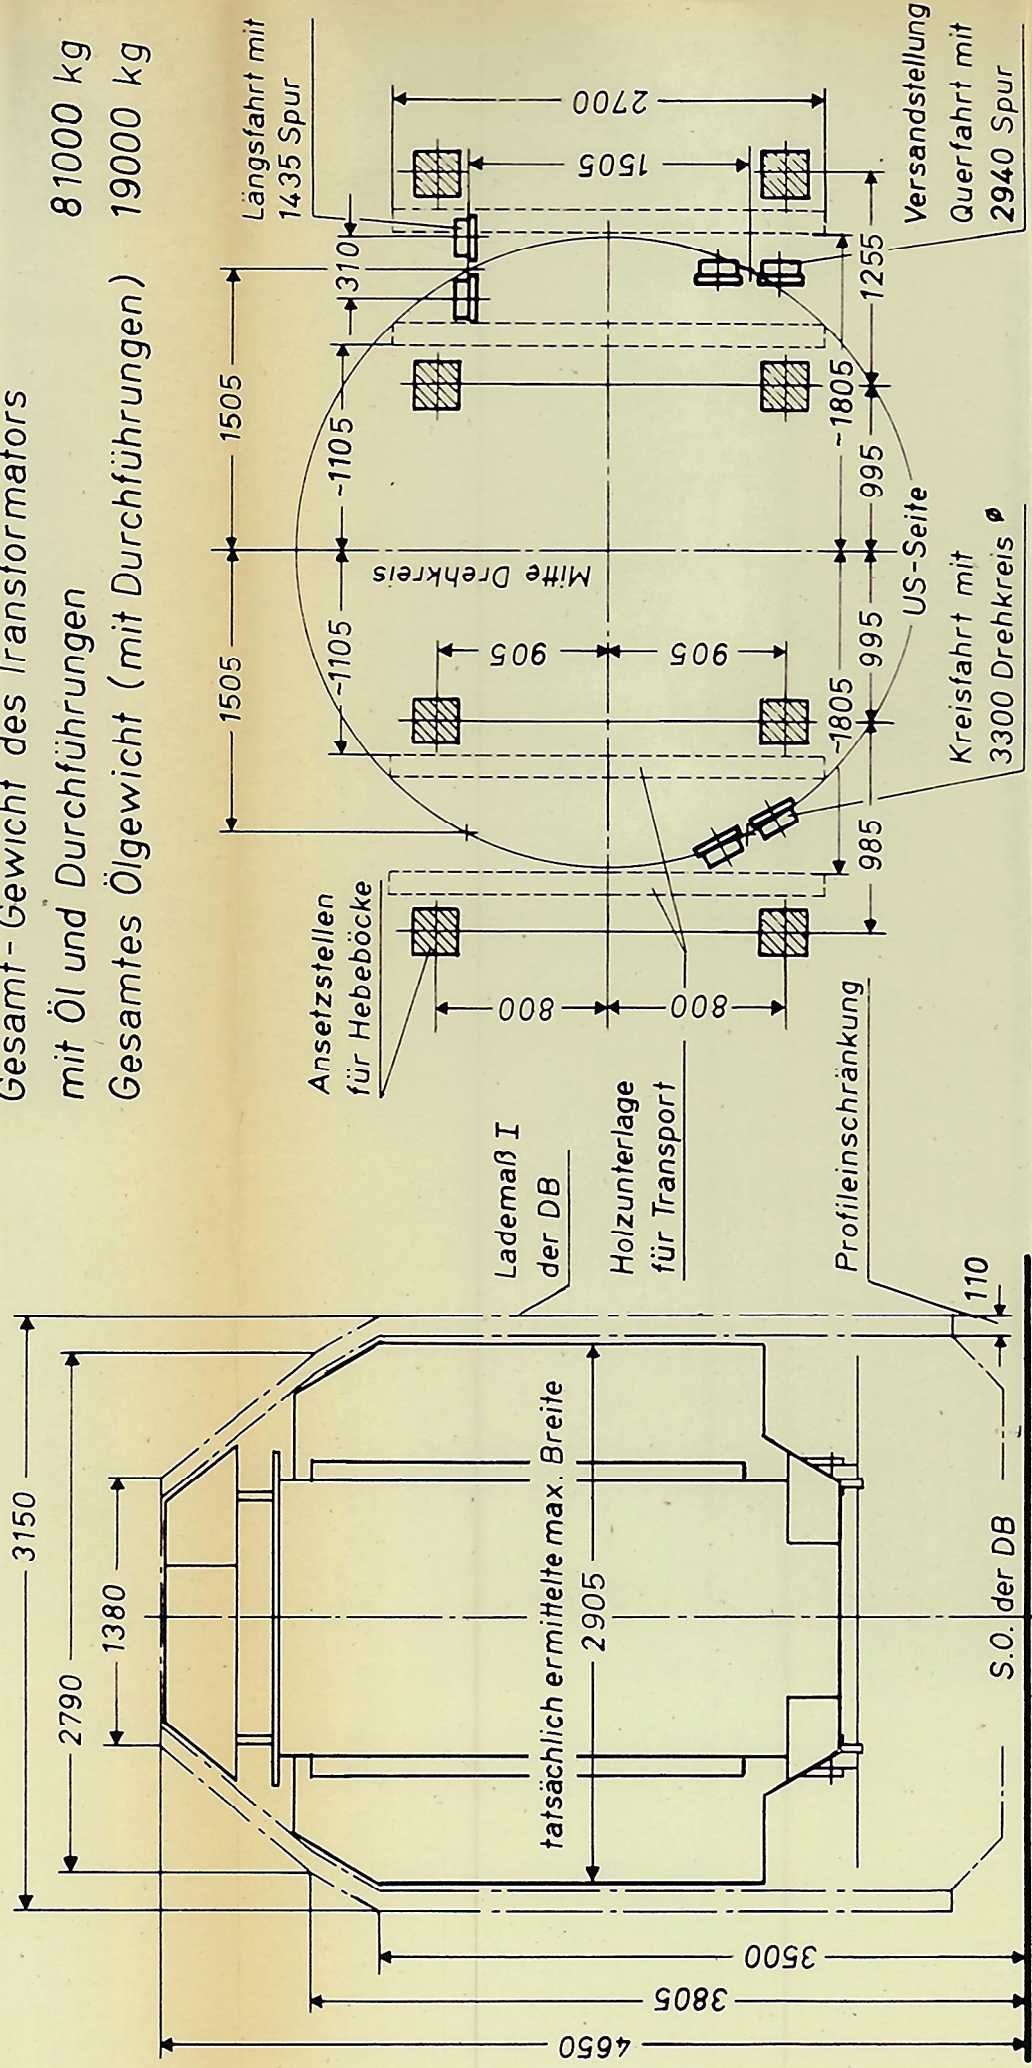 Gesamt-Gewicht des Transformators
mit Öl und Durchführungen 81000 kg
Gesamtes Ölgewicht (mit Durchführungen) 19000 kg
3150
2790
1380
tatsächlich ermittelte max. Breite
2905
S.O. der DB
110
3500
3805
4650
Lademaß I
der DB
Holzunterlage
für Transport
Profileinschränkung
Ansetzstellen
für Hebeböcke
Längsfahrt mit
1435 Spur
1505
1505
310
~1105
~1105
Mitte Drehkreis
2700
1505
905
905
800
800
~1805
~1805
985
995
995
1255
US-Seite
Kreisfahrt mit
3300 Drehkreis ø
Versandstellung
Querfahrt mit
2940 Spur